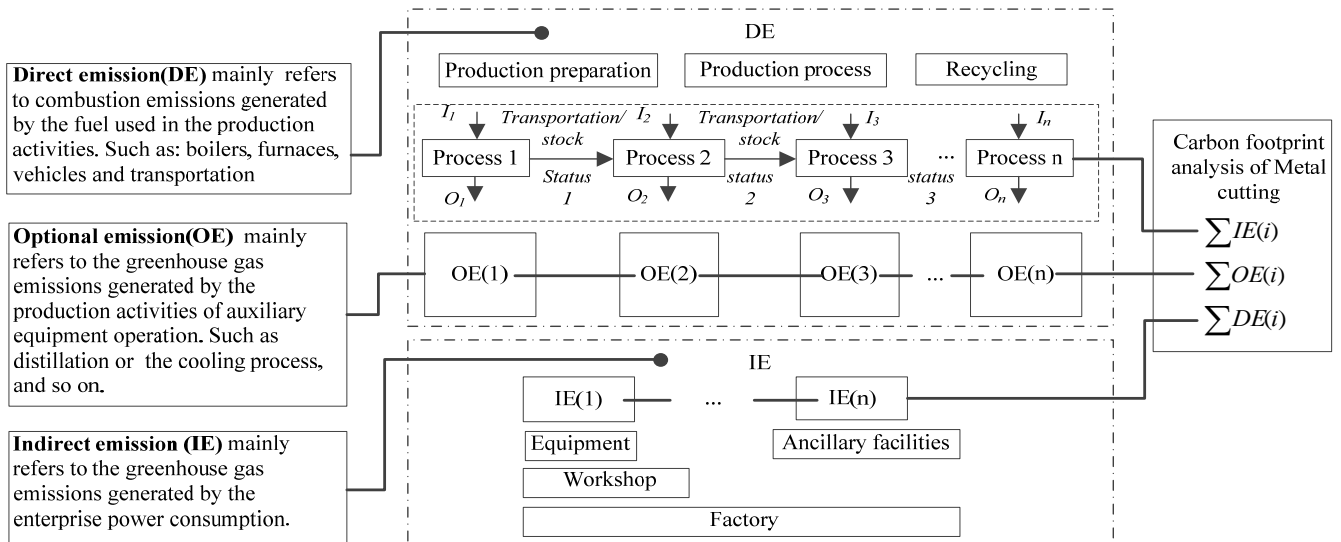 Direct emission(DE) mainly refers
to combustion emissions generated
by the fuel used in the production
activities. Such as: boilers, furnaces,
vehicles and transportation
Optional emission(OE) mainly
refers to the greenhouse gas
emissions generated by the
production activities of auxiliary
equipment operation. Such as
distillation or the cooling process,
and so on.
Indirect emission (IE) mainly
refers to the greenhouse gas
emissions generated by the
enterprise power consumption.
DE
Production preparation
Production process
Recycling
I1
Transportation/
stock
I2
Transportation/
stock
I3
In
Process 1
Process 2
Process 3
...
Process n
Status
1
status
2
status
3
O1
O2
O3
On
OE(1)
OE(2)
OE(3)
...
OE(n)
IE
IE(1)
...
IE(n)
Equipment
Ancillary facilities
Workshop
Factory
Carbon footprint
analysis of Metal
cutting
∑IE(i)
∑OE(i)
∑DE(i)